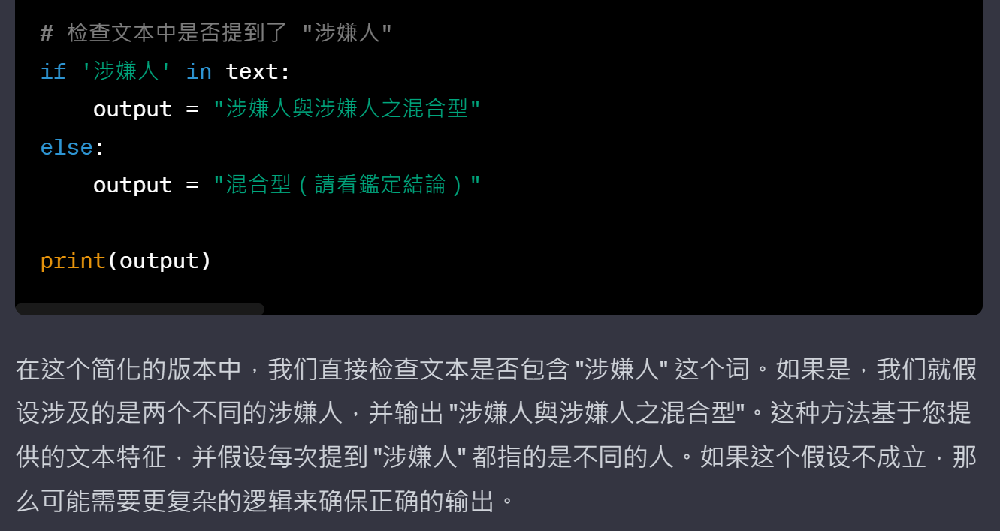 # 检查文本中是否提到了 "涉嫌人"
if '涉嫌人' in text:
    output = "涉嫌人與涉嫌人之混合型"
else:
    output = "混合型(請看鑑定結論)"
print(output)
在这个简化的版本中，我们直接检查文本是否包含 "涉嫌人" 这个词。如果是，我们就假
设涉及的是两个不同的涉嫌人，并输出 "涉嫌人與涉嫌人之混合型"。这种方法基于您提
供的文本特征，并假设每次提到 "涉嫌人" 都指的是不同的人。如果这个假设不成立，那
么可能需要更复杂的逻辑来确保正确的输出。